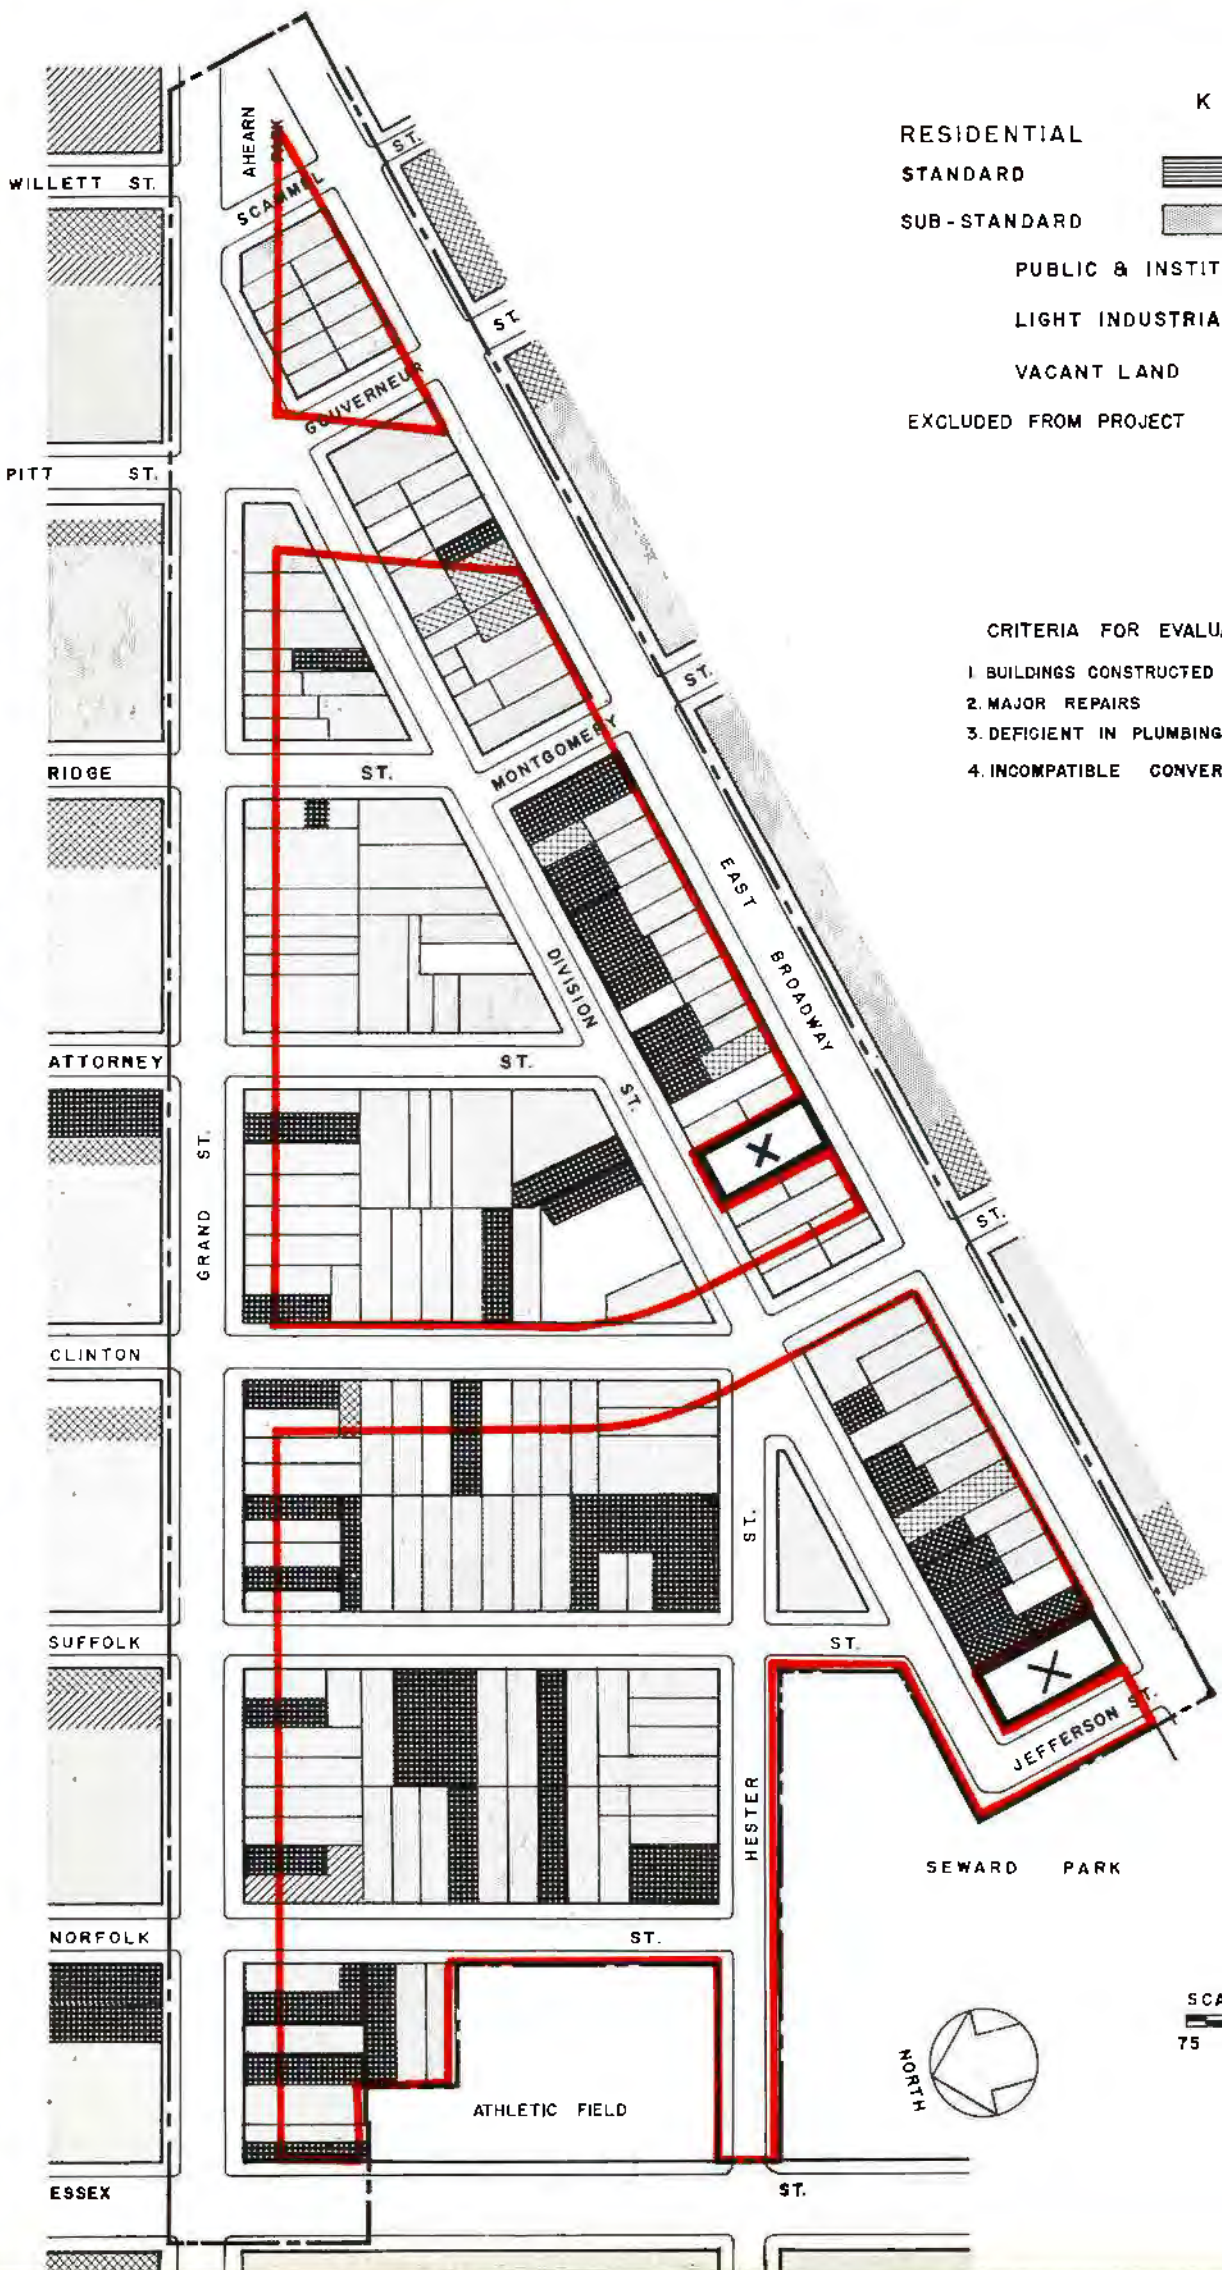 K
RESIDENTIAL
STANDARD
SUB-STANDARD
PUBLIC & INSTIT
LIGHT INDUSTRIA
VACANT LAND
EXCLUDED FROM PROJECT
CRITERIA FOR EVALU
1. BUILDINGS CONSTRUCTED
2. MAJOR REPAIRS
3. DEFICIENT IN PLUMBING
4. INCOMPATIBLE CONVER
AHEARN
PARK
ST.
WILLETT ST.
SCAMMEL
ST.
GOUVERNEUR
PITT ST.
ST.
MONTGOMERY
RIDGE ST.
EAST BROADWAY
DIVISION ST.
ATTORNEY ST.
GRAND ST.
X
ST.
CLINTON
HESTER ST.
SUFFOLK ST.
X
JEFFERSON ST.
SEWARD PARK
NORFOLK ST.
NORTH
SCA
75
ATHLETIC FIELD
ESSEX ST.